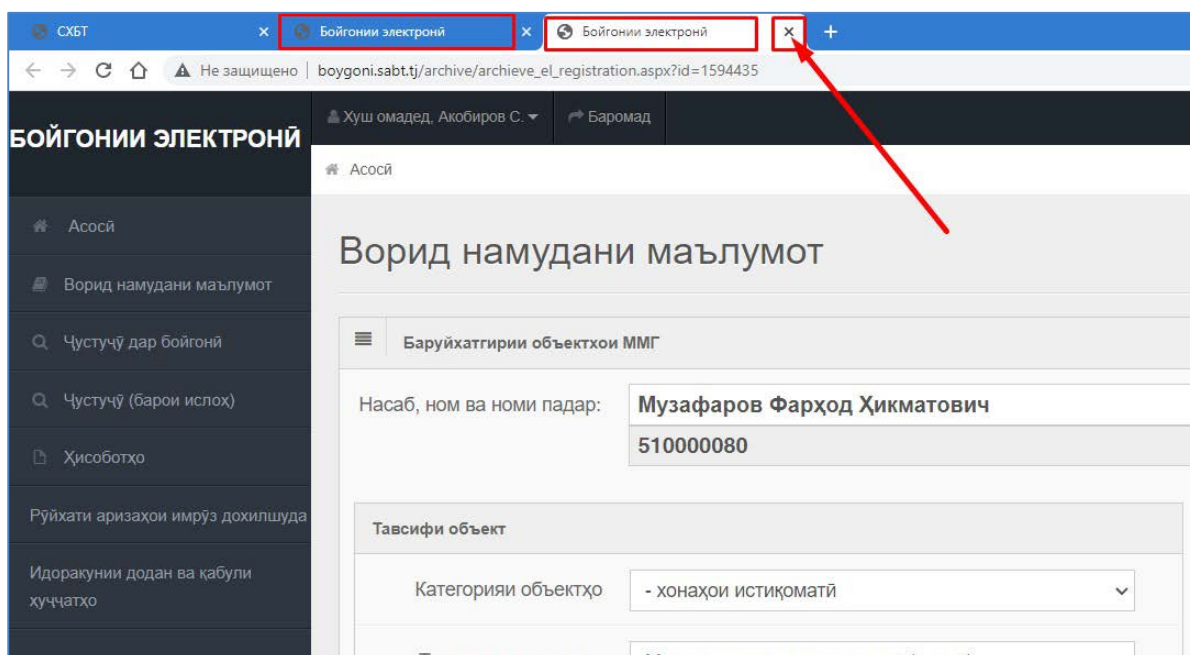 СХБТ
Бойгонии электронӣ
Бойгонии электронӣ
Не защищено
boygoni.sabt.tj/archive/archieve_el_registration.aspx?id=1594435
БОЙГОНИИ ЭЛЕКТРОНӢ
Хуш омадед, Акобиров С.
Баромад
Асосӣ
Асосӣ
Ворид намудани маълумот
Ҷустуҷӯ дар бойгонӣ
Ҷустуҷӯ (барои ислоҳ)
Ҳисоботҳо
Рӯйхати аризаҳои имрӯз дохилшуда
Идоракунии додан ва қабули
ҳуҷҷатҳо
Ворид намудани маълумот
Баруйхатгирии объектхои ММГ
Насаб, ном ва номи падар:
Музафаров Фарҳод Ҳикматович
510000080
Тавсифи объект
Категорияи объектҳо
- хонаҳои истиқоматӣ